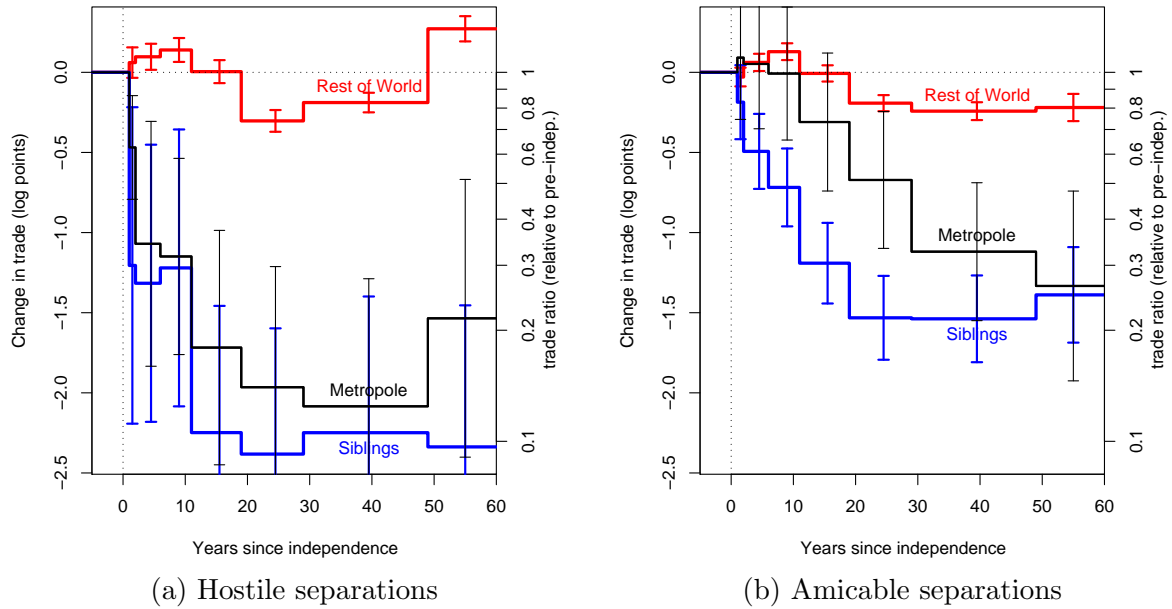 0.0
−0.5
−1.0
−1.5
−2.0
−2.5
Change in trade (log points)
Rest of World
Metropole
Siblings
1
0.8
0.6
0.4
0.3
0.2
0.1
trade ratio (relative to pre−indep.)
0 10 20 30 40 50 60
Years since independence
(a) Hostile separations
0.0
−0.5
−1.0
−1.5
−2.0
−2.5
Change in trade (log points)
Rest of World
Metropole
Siblings
1
0.8
0.6
0.4
0.3
0.2
0.1
trade ratio (relative to pre−indep.)
0 10 20 30 40 50 60
Years since independence
(b) Amicable separations